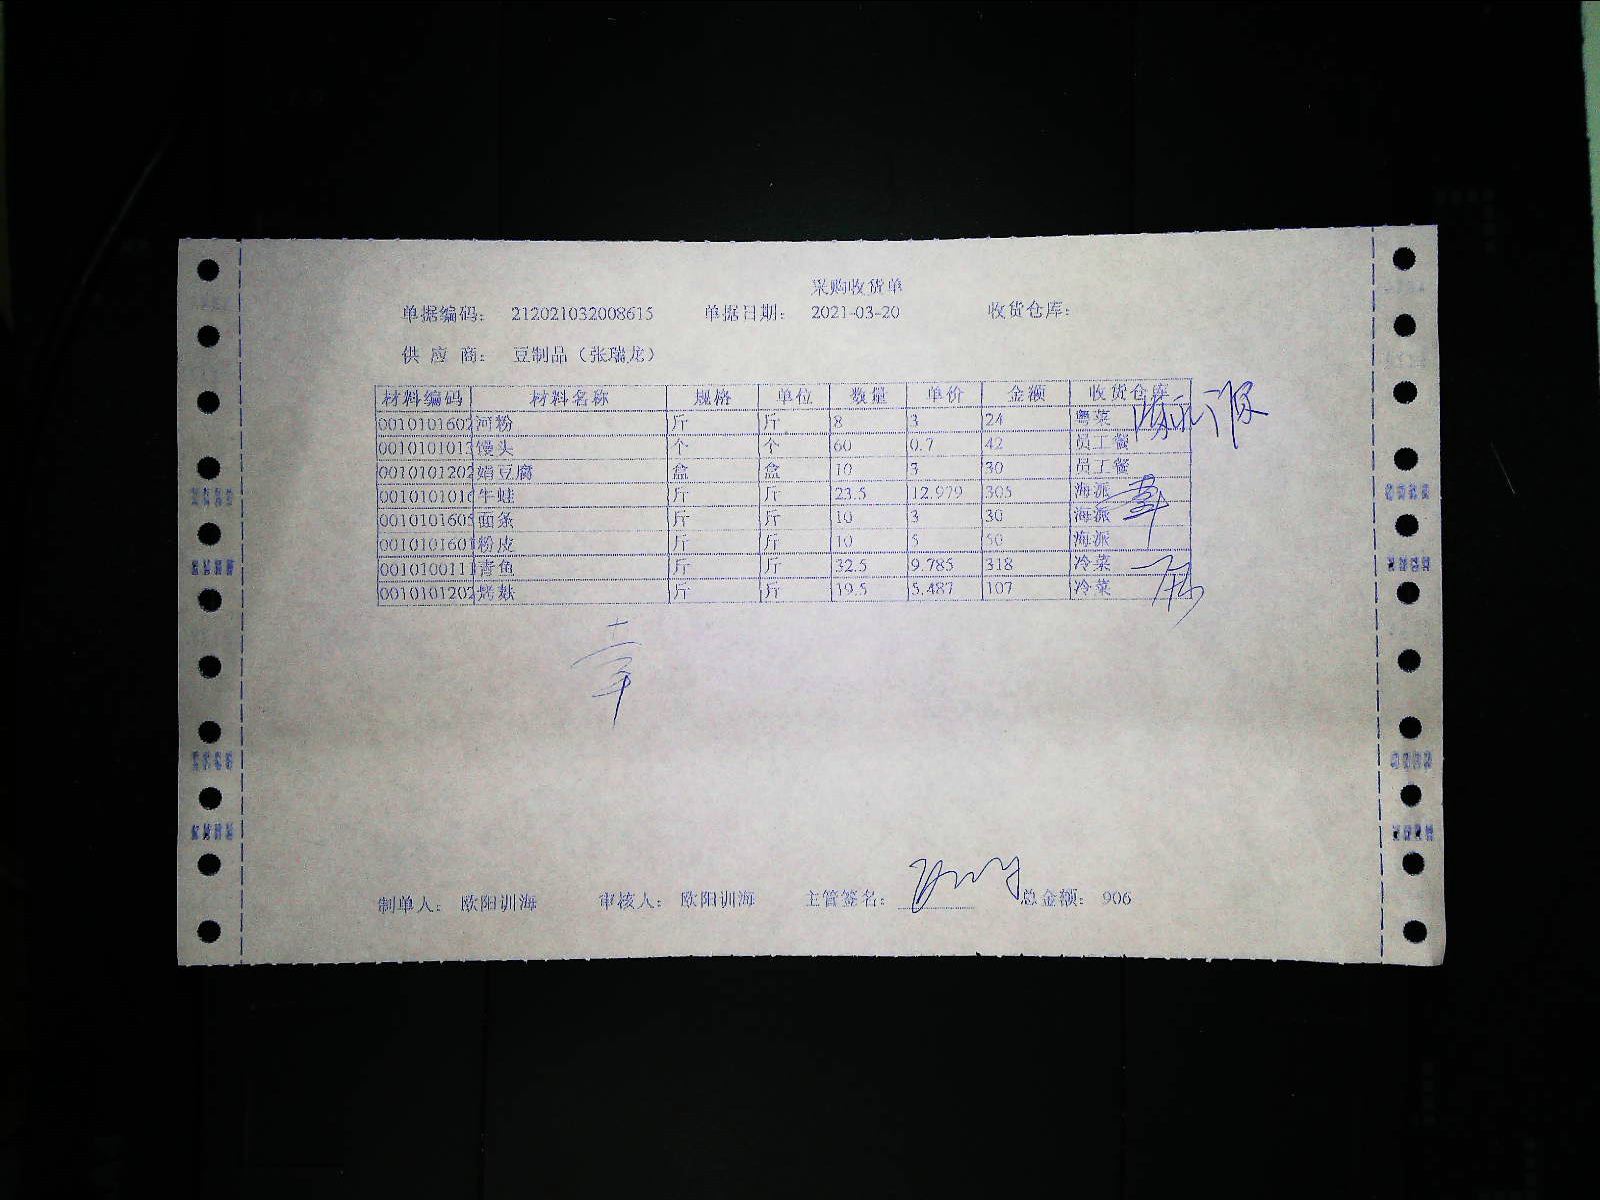 采购收货单
单据编码: 212021032008615 单据日期: 2021-03-20 收货仓库:
供 应 商: 豆制品（张瑞龙）
材料编码 材料名称 规格 单位 数量 单价 金额 收货仓库
0010101602 河粉 斤 斤 8 3 24 粤菜
0010101013 馒头 个 个 60 0.7 42 员工餐
0010101202 绢豆腐 盒 盒 10 3 30 员工餐
0010101016 牛蛙 斤 斤 23.5 12.979 305 海派
0010101605 面条 斤 斤 10 3 30 海派
0010101601 粉皮 斤 斤 10 5 50 海派
0010100111 青鱼 斤 斤 32.5 9.785 318 冷菜
0010101202 烤麸 斤 斤 19.5 5.487 107 冷菜
制单人: 欧阳训海 审核人: 欧阳训海 主管签名: 总金额: 906